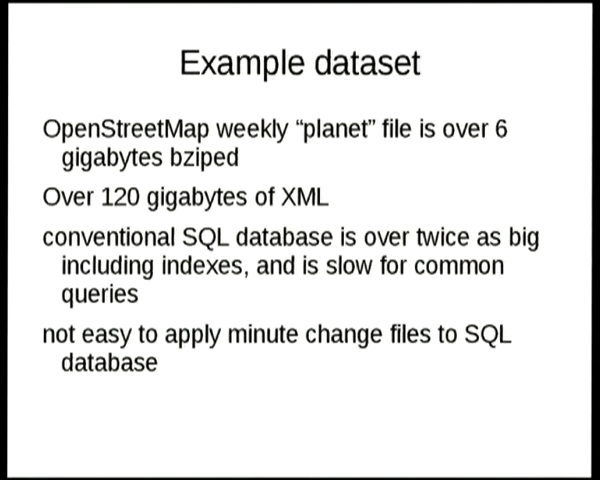 Example dataset
OpenStreetMap weekly “planet” file is over 6
gigabytes bziped
Over 120 gigabytes of XML
conventional SQL database is over twice as big
including indexes, and is slow for common
queries
not easy to apply minute change files to SQL
database